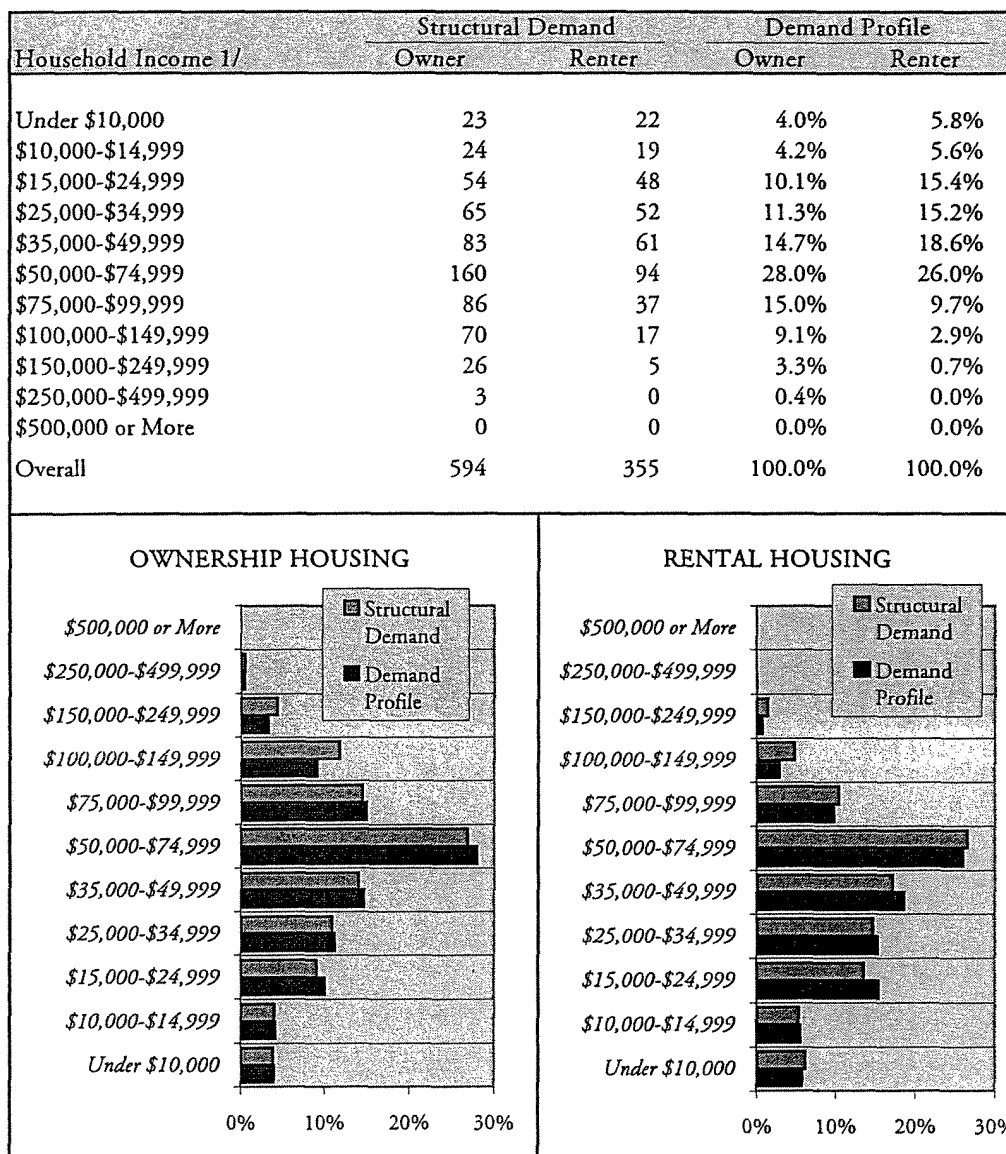 Structural Demand Demand Profile
Household Income 1/ Owner Renter Owner Renter
Under $10,000 23 22 4.0% 5.8%
$10,000-$14,999 24 19 4.2% 5.6%
$15,000-$24,999 54 48 10.1% 15.4%
$25,000-$34,999 65 52 11.3% 15.2%
$35,000-$49,999 83 61 14.7% 18.6%
$50,000-$74,999 160 94 28.0% 26.0%
$75,000-$99,999 86 37 15.0% 9.7%
$100,000-$149,999 70 17 9.1% 2.9%
$150,000-$249,999 26 5 3.3% 0.7%
$250,000-$499,999 3 0 0.4% 0.0%
$500,000 or More 0 0 0.0% 0.0%
Overall 594 355 100.0% 100.0%
OWNERSHIP HOUSING
Structural
Demand
Demand
Profile
$500,000 or More
$250,000-$499,999
$150,000-$249,999
$100,000-$149,999
$75,000-$99,999
$50,000-$74,999
$35,000-$49,999
$25,000-$34,999
$15,000-$24,999
$10,000-$14,999
Under $10,000
0% 10% 20% 30%
RENTAL HOUSING
Structural
Demand
Demand
Profile
$500,000 or More
$250,000-$499,999
$150,000-$249,999
$100,000-$149,999
$75,000-$99,999
$50,000-$74,999
$35,000-$49,999
$25,000-$34,999
$15,000-$24,999
$10,000-$14,999
Under $10,000
0% 10% 20% 30%